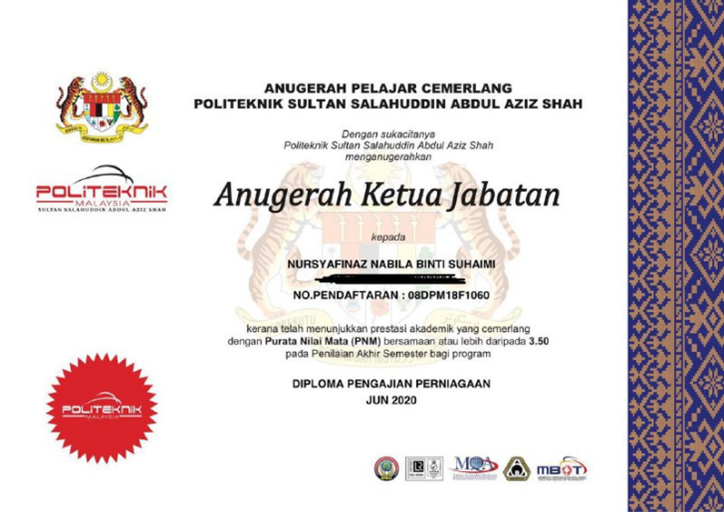 ANUGERAH PELAJAR CEMERLANG
POLITEKNIK SULTAN SALAHUDDIN ABDUL AZIZ SHAH
Dengan sukacitanya
Politeknik Sultan Salahuddin Abdul Aziz Shah
menganugerahkan
POLITEKNIK
MALAYSIA
SULTAN SALAHUDDIN ABDUL AZIZ SHAH
Anugerah Ketua Jabatan
kepada
NURSYAFINAZ NABILA BINTI SUHAIMI
NO.PENDAFTARAN : 08DPM18F1060
kerana telah menunjukkan prestasi akademik yang cemerlang
dengan Purata Nilai Mata (PNM) bersamaan atau lebih daripada 3.50
pada Penilaian Akhir Semester bagi program
DIPLOMA PENGAJIAN PERNIAGAAN
JUN 2020
POLITEKNIK
MALAYSIA
MQA
MBOT